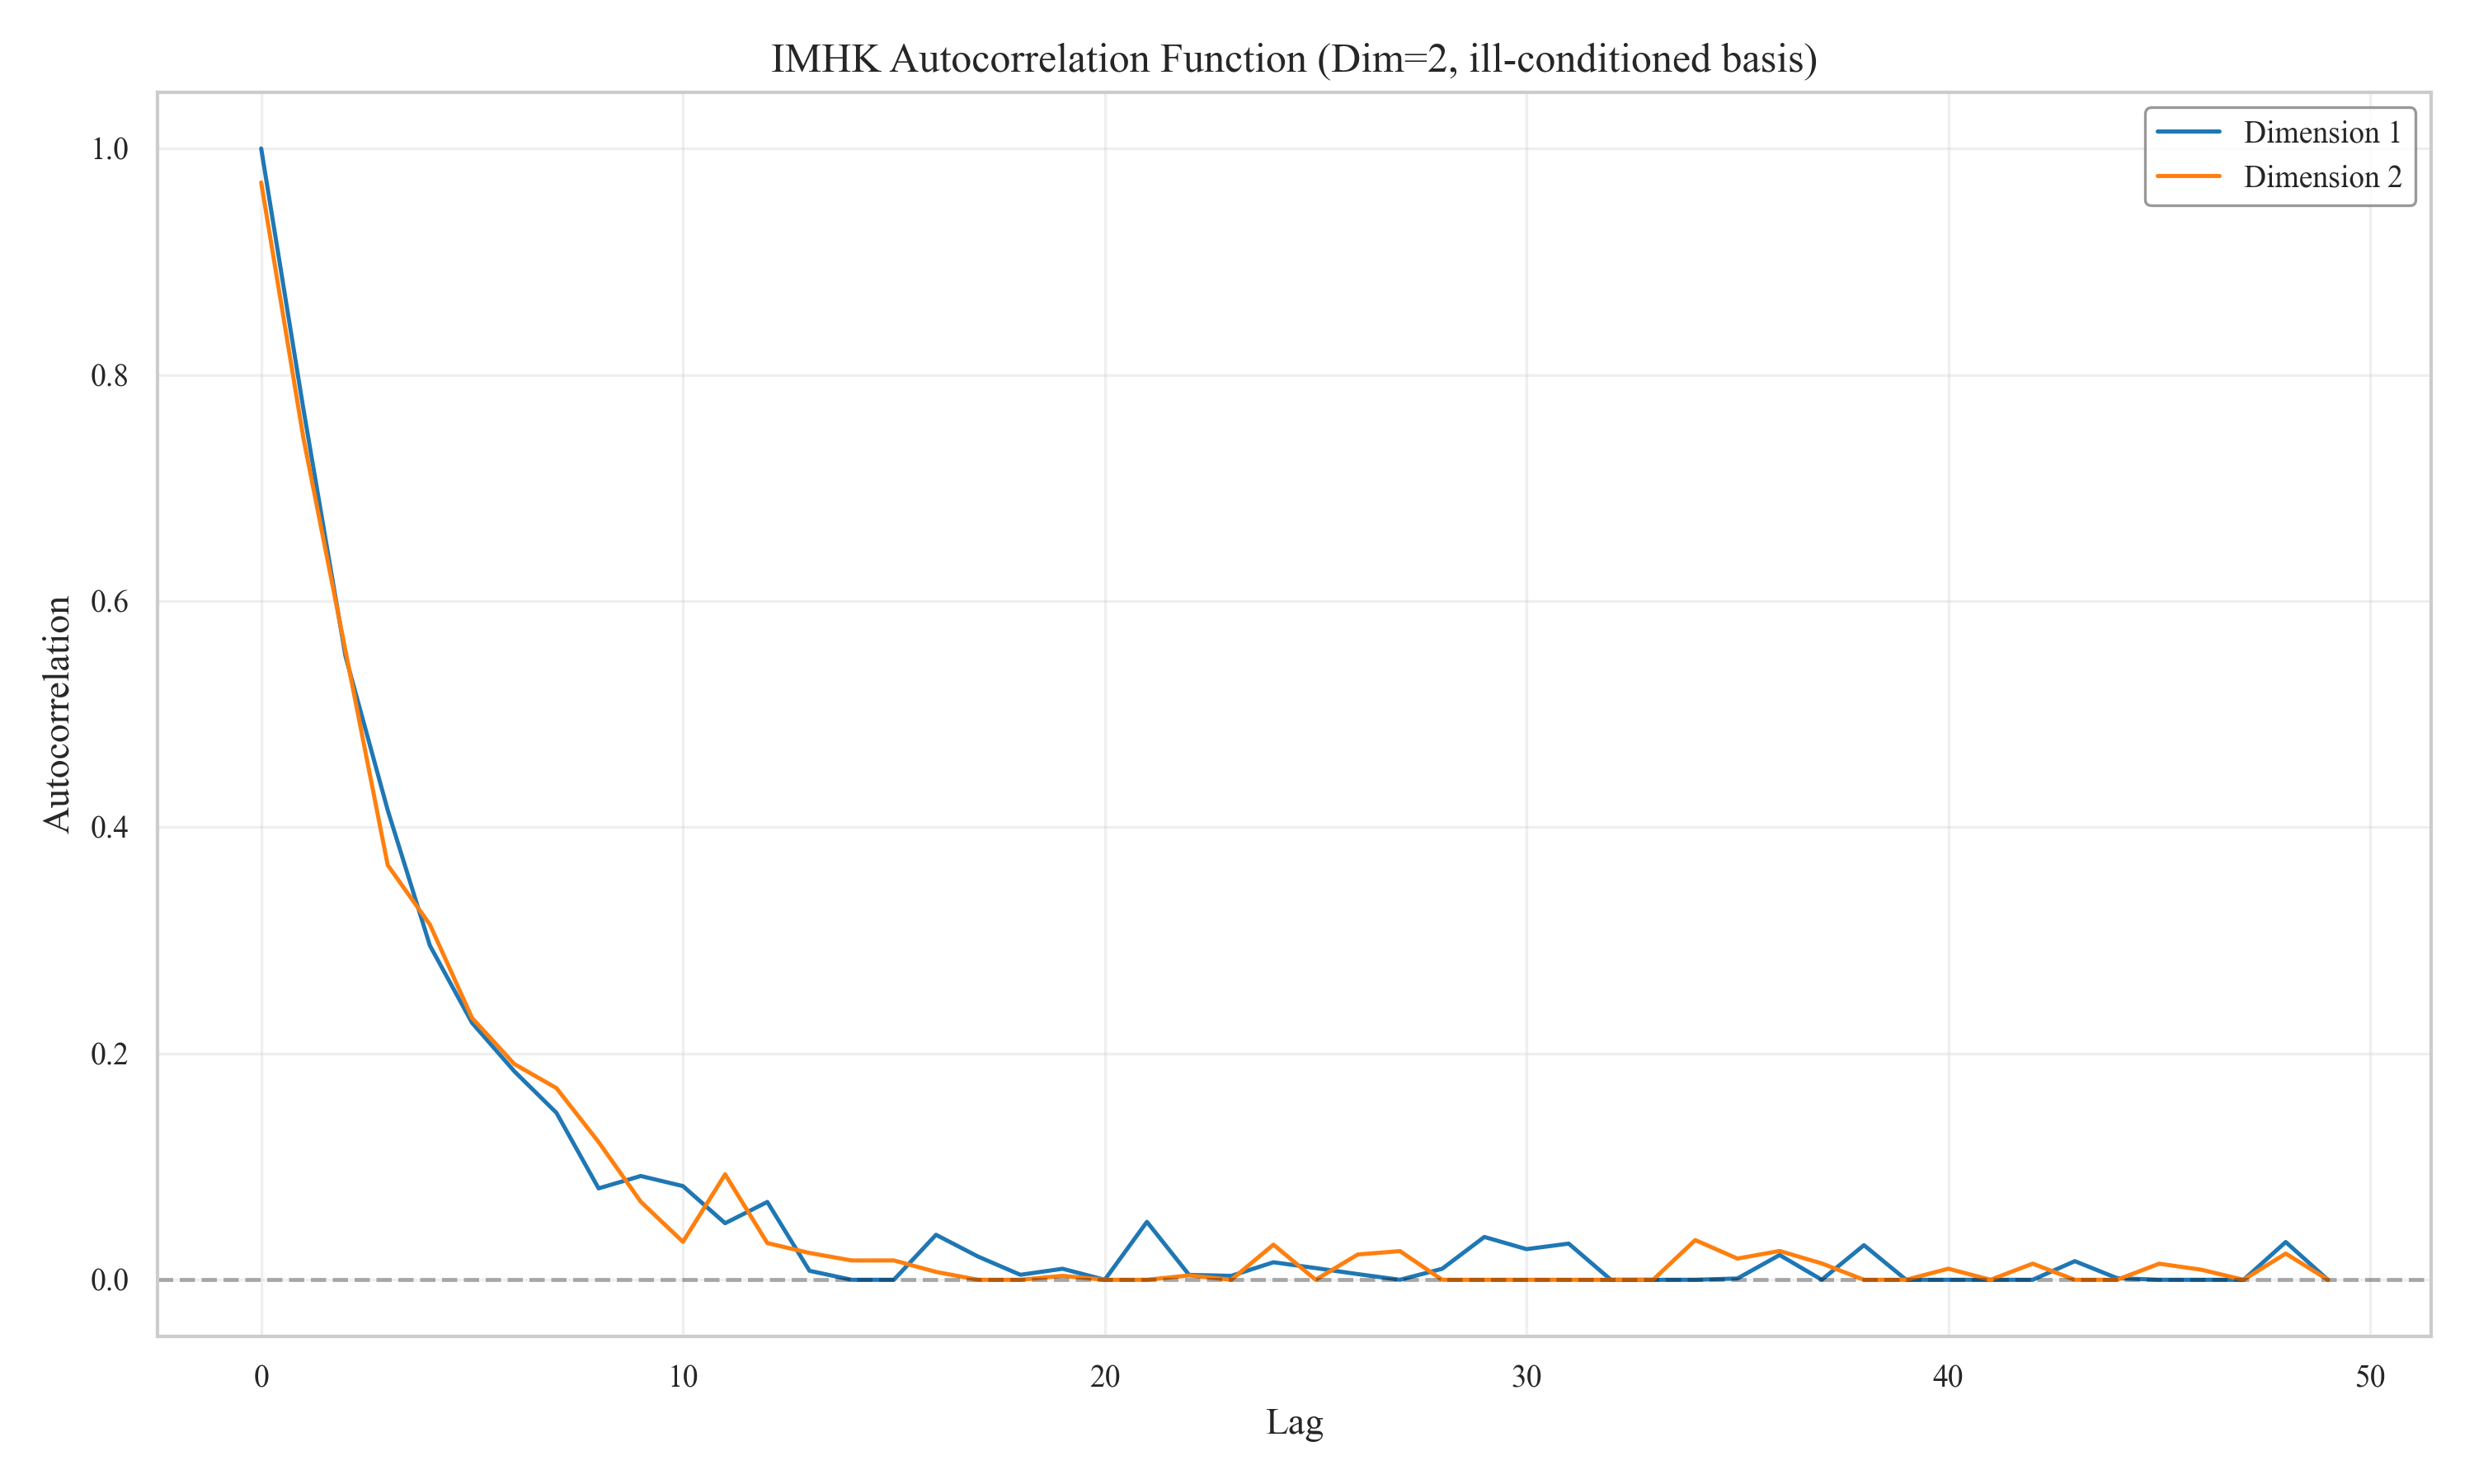 IMHK Autocorrelation Function (Dim=2, ill-conditioned basis)
Dimension 1
Dimension 2
Autocorrelation
1.0
0.8
0.6
0.4
0.2
0.0
0 10 20 30 40 50
Lag